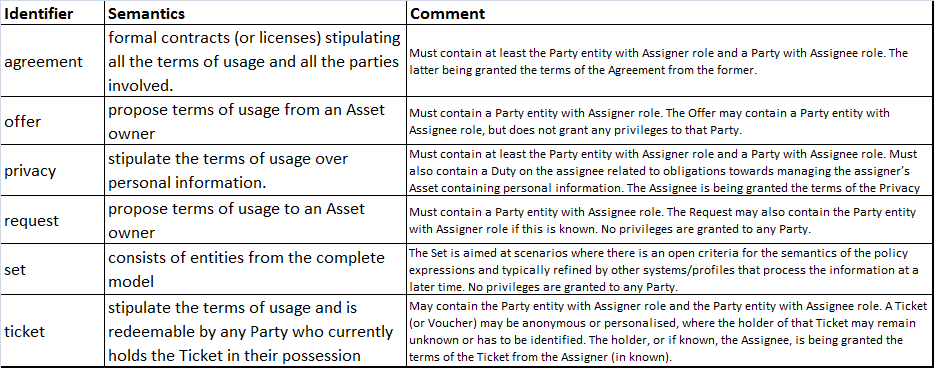 Identifier Semantics Comment
agreement
formal contracts (or licenses) stipulating
all the terms of usage and all the parties
involved.
Must contain at least the Party entity with Assigner role and a Party with Assignee role. The
latter being granted the terms of the Agreement from the former.
offer
propose terms of usage from an Asset
owner
Must contain a Party entity with Assigner role. The Offer may contain a Party entity with
Assignee role, but does not grant any privileges to that Party.
privacy
stipulate the terms of usage over
personal information.
Must contain at least the Party entity with Assigner role and a Party with Assignee role. Must
also contain a Duty on the assignee related to obligations towards managing the assigner's
Asset containing personal information. The Assignee is being granted the terms of the Privacy
request
propose terms of usage to an Asset
owner
Must contain a Party entity with Assignee role. The Request may also contain the Party entity
with Assigner role if this is known. No privileges are granted to any Party.
set
consists of entities from the complete
model
The Set is aimed at scenarios where there is an open criteria for the semantics of the policy
expressions and typically refined by other systems/profiles that process the information at a
later time. No privileges are granted to any Party.
ticket
stipulate the terms of usage and is
redeemable by any Party who currently
holds the Ticket in their possession
May contain the Party entity with Assigner role and the Party entity with Assignee role. A Ticket
(or Voucher) may be anonymous or personalised, where the holder of that Ticket may remain
unknown or has to be identified. The holder, or if known, the Assignee, is being granted the
terms of the Ticket from the Assigner (in known).